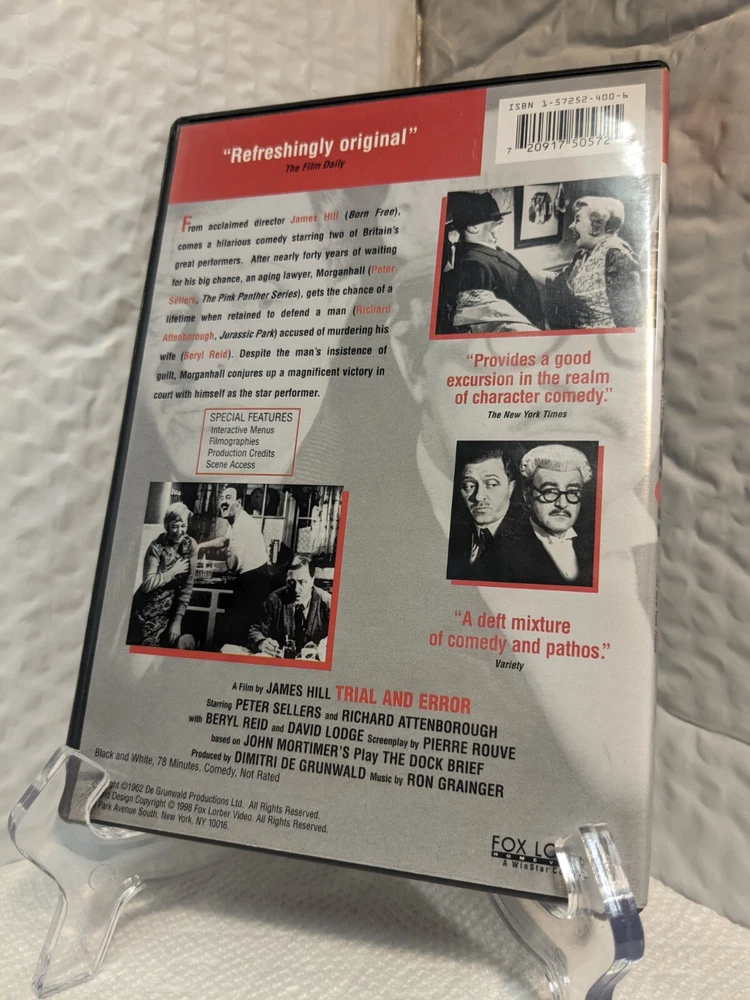 "Refreshingly original"
The Film Daily
ISBN 1-57252-400-6
7 20917 50572
From acclaimed director James Hill (Born Free),
comes a hilarious comedy starring two of Britain's
great performers. After nearly forty years of waiting
for his big chance, an aging lawyer, Morganhall (Peter
Sellers, The Pink Panther Series), gets the chance of a
lifetime when retained to defend a man (Richard
Attenborough, Jurassic Park) accused of murdering his
wife (Beryl Reid). Despite the man's insistence of
guilt, Morganhall conjures up a magnificent victory in
court with himself as the star performer.
SPECIAL FEATURES
Interactive Menus
Filmographies
Production Credits
Scene Access
"Provides a good
excursion in the realm
of character comedy."
The New York Times
"A deft mixture
of comedy and pathos."
Variety
A Film by JAMES HILL TRIAL AND ERROR
Starring PETER SELLERS and RICHARD ATTENBOROUGH
with BERYL REID and DAVID LODGE Screenplay by PIERRE ROUVE
based on JOHN MORTIMER'S Play THE DOCK BRIEF
Produced by DIMITRI DE GRUNWALD Music by RON GRAINGER
Black and White, 78 Minutes, Comedy, Not Rated
©1962 De Grunwald Productions Ltd. All Rights Reserved.
Design Copyright © 1998 Fox Lorber Video. All Rights Reserved.
Park Avenue South, New York, NY 10016.
FOX
HOME
A WinStar